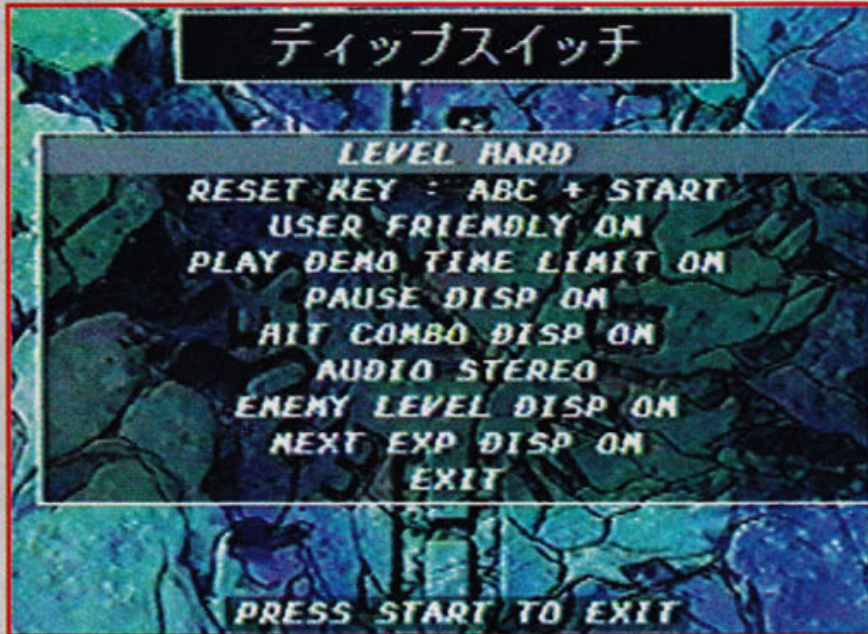 ディップスイッチ
LEVEL HARD
RESET KEY : ABC + START
USER FRIENDLY ON
PLAY DEMO TIME LIMIT ON
PAUSE DISP ON
HIT COMBO DISP ON
AUDIO STEREO
ENEMY LEVEL DISP ON
NEXT EXP DISP ON
EXIT
PRESS START TO EXIT